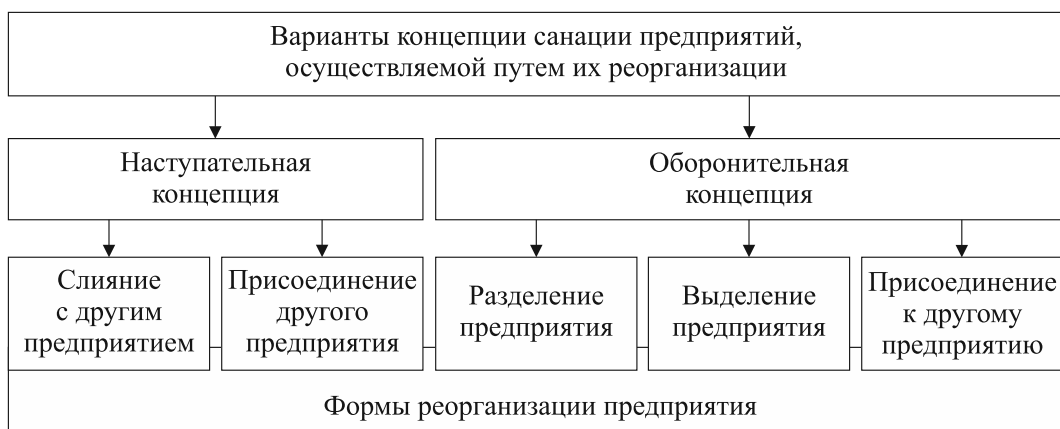 Варианты концепции санации предприятий,
осуществляемой путем их реорганизации
Наступательная
концепция
Оборонительная
концепция
Слияние
с другим
предприятием
Присоединение
другого
предприятия
Разделение
предприятия
Выделение
предприятия
Присоединение
к другому
предприятию
Формы реорганизации предприятия